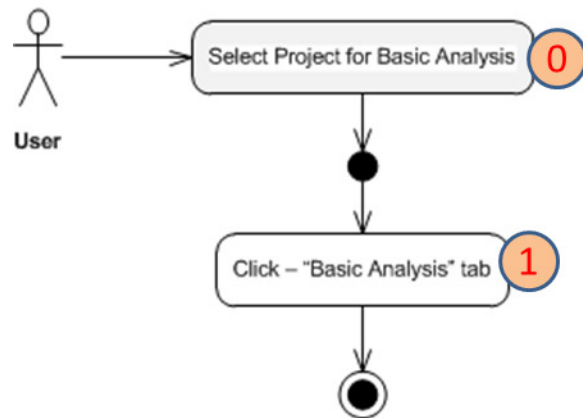 Select Project for Basic Analysis
0
User
Click – “Basic Analysis” tab
1